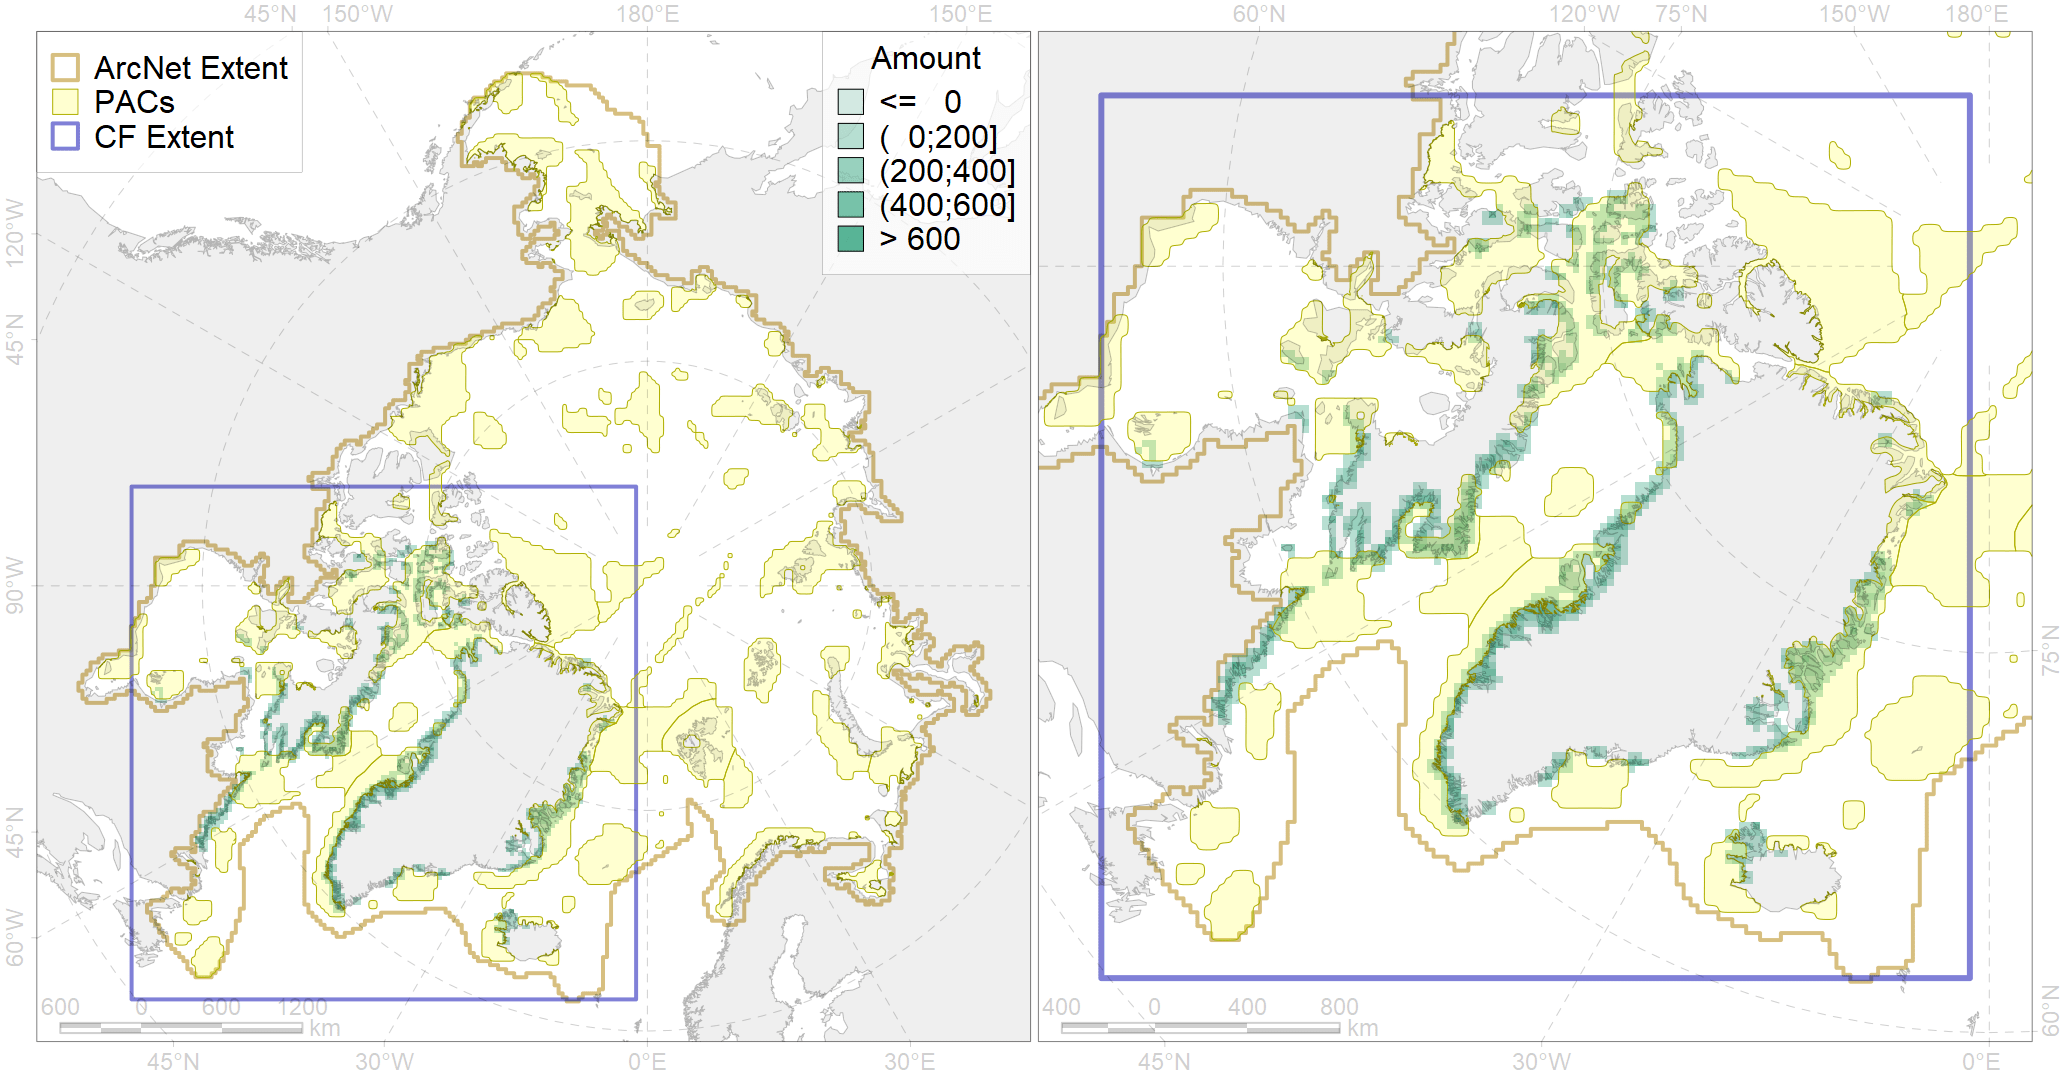 45°N 150°W 180°E 150°E
60°N 120°W 75°N 150°W 180°E
ArcNet Extent
PACs
CF Extent
Amount
<= 0
( 0;200]
(200;400]
(400;600]
> 600
120°W
45°N
90°W
45°N
60°W
75°N
60°N
600 0 600 1200
km
400 0 400 800
km
45°N 30°W 0°E 30°E
45°N 30°W 0°E